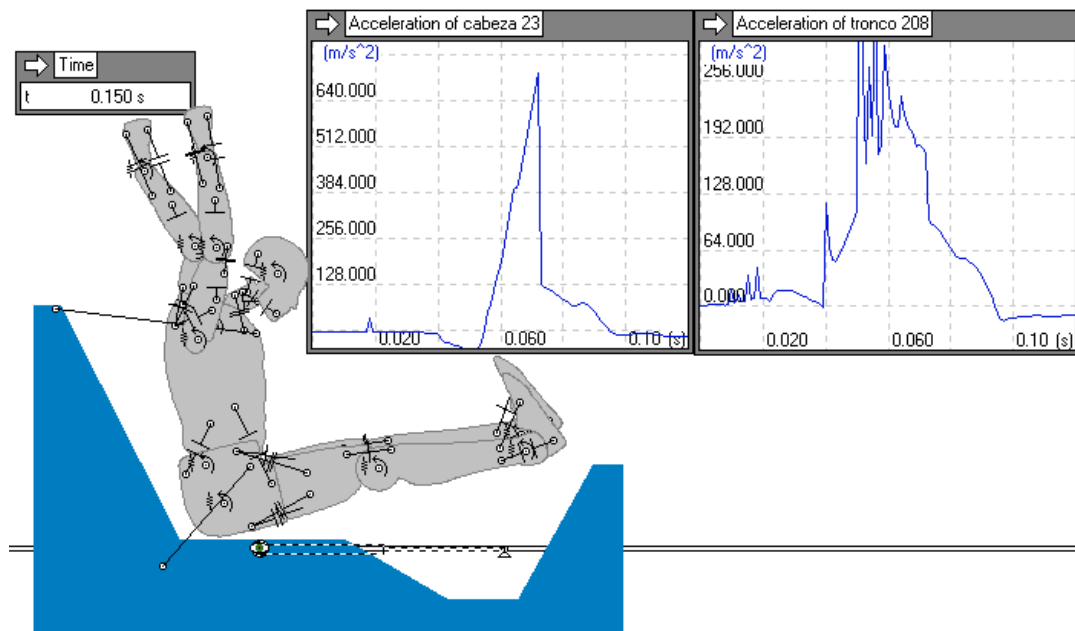 Time
t 0.150 s
Acceleration of cabeza 23
(m/s^2)
640.000
512.000
384.000
256.000
128.000
0.020 0.060 0.10 (s)
Acceleration of tronco 208
(m/s^2)
256.000
192.000
128.000
64.000
0.000
0.020 0.060 0.10 (s)